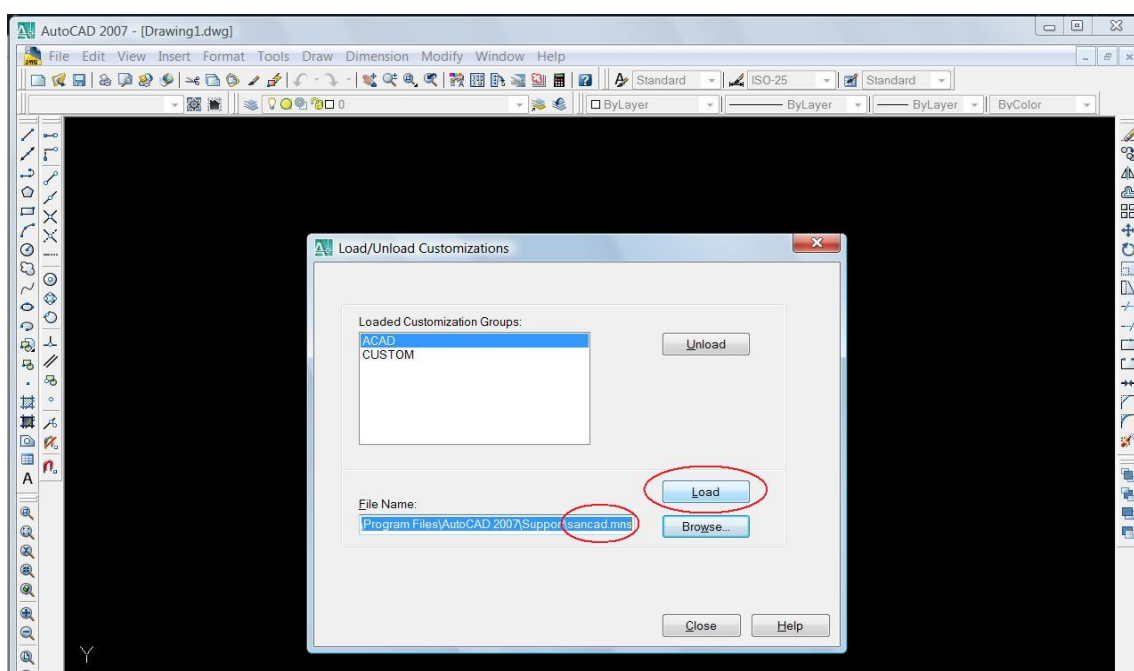 AutoCAD 2007 - [Drawing1.dwg]
File Edit View Insert Format Tools Draw Dimension Modify Window Help
Standard ISO-25 Standard
0 ByLayer ByLayer ByLayer ByColor
Load/Unload Customizations
Loaded Customization Groups:
ACAD
Unload
CUSTOM
Load
File Name:
\Program Files\AutoCAD 2007\Support\sancad.mns
Browse...
Close Help
A
Y